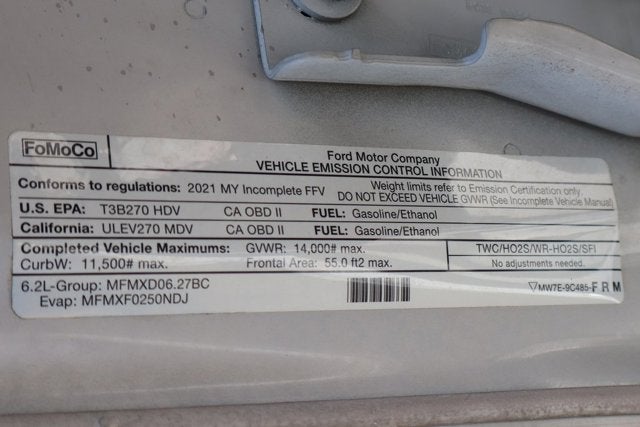 FoMoCo
Ford Motor Company
VEHICLE EMISSION CONTROL INFORMATION
Conforms to regulations: 2021 MY Incomplete FFV
Weight limits refer to Emission Certification only.
DO NOT EXCEED VEHICLE GVWR (See Incomplete Vehicle Manual)
U.S. EPA: T3B270 HDV CA OBD II FUEL: Gasoline/Ethanol
California: ULEV270 MDV CA OBD II FUEL: Gasoline/Ethanol
Completed Vehicle Maximums: GVWR: 14,000# max.
CurbW: 11,500# max. Frontal Area: 55.0 ft2 max.
TWC/HO2S/WR-HO2S/SFI
No adjustments needed.
6.2L-Group: MFMXD06.27BC
Evap: MFMXF0250NDJ
▽MW7E-9C485-F R M